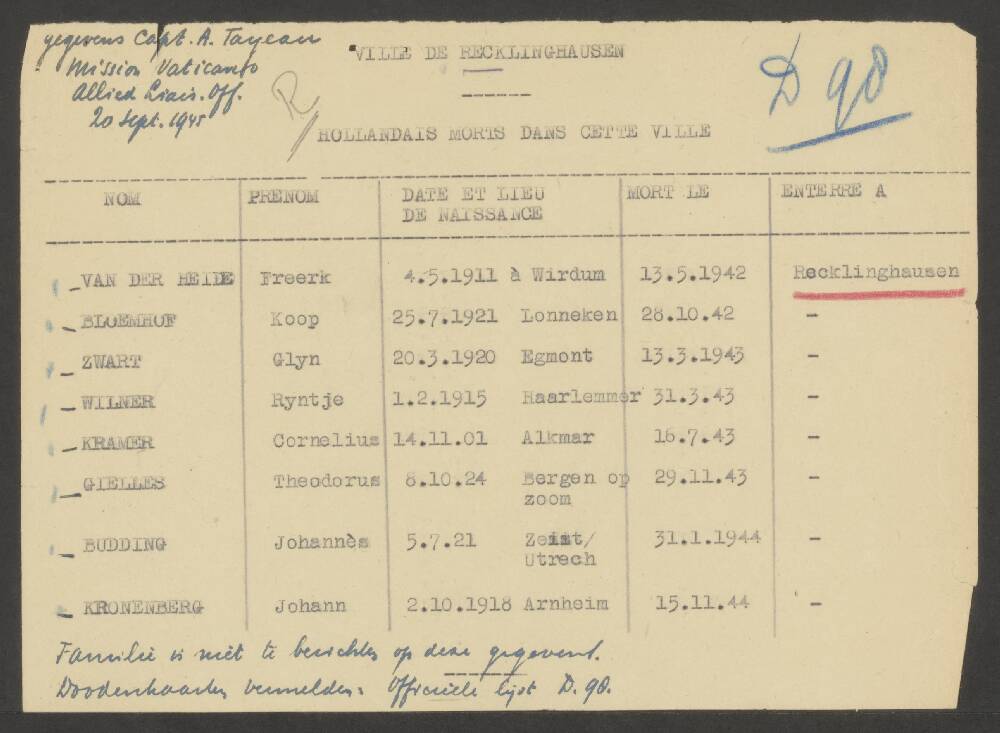 gegevens Capt. A. Tayeau
Mission Vaticano
Allied Liais. Off.
20 Sept. 1945
R
D 98
VILLE DE RECKLINGHAUSEN
HOLLANDAIS MORTS DANS CETTE VILLE
NOM PRENOM DATE ET LIEU DE NAISSANCE MORT LE ENTERRE A
VAN DER HEIDE Freerk 4.5.1911 à Wirdum 13.5.1942 Recklinghausen
BLOEMHOF Koop 25.7.1921 Lonneken 28.10.42 -
ZWART Glyn 20.3.1920 Egmont 13.3.1943 -
WILNER Ryntje 1.2.1915 Haarlemmer 31.3.43 -
KRAMER Cornelius 14.11.01 Alkmar 16.7.43 -
GIELLES Theodorus 8.10.24 Bergen op zoom 29.11.43 -
BUDDING Johannès 5.7.21 Zeist/ Utrech 31.1.1944 -
KRONENBERG Johann 2.10.1918 Arnheim 15.11.44 -
Familie is niet te berichten op deze gegevens.
Doodenkaarten vermelden: Officiële lijst D. 98.